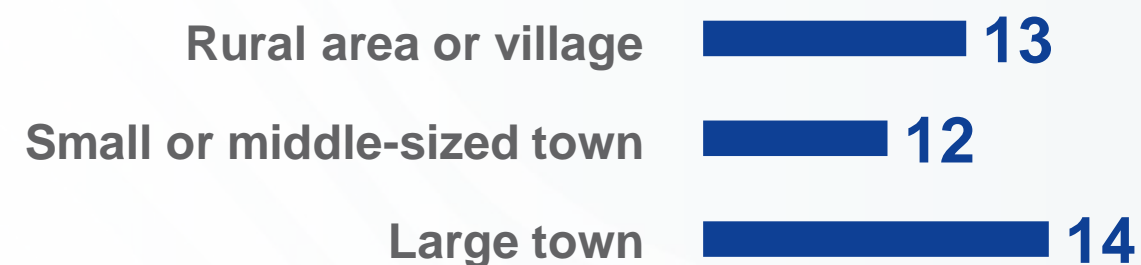 Rural area or village 13
Small or middle-sized town 12
Large town 14